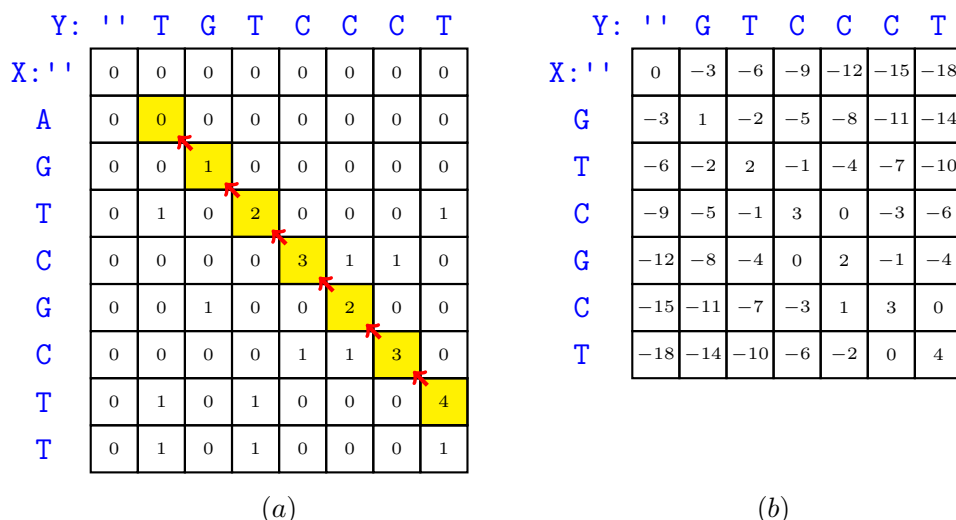 Y: '' T G T C C C T Y: '' G T C C C T
X:'' 0 0 0 0 0 0 0 0 X:'' 0 −3 −6 −9 −12 −15 −18
A 0 0 0 0 0 0 0 0 G −3 1 −2 −5 −8 −11 −14
G 0 0 1 0 0 0 0 0 T −6 −2 2 −1 −4 −7 −10
T 0 1 0 2 0 0 0 1 C −9 −5 −1 3 0 −3 −6
C 0 0 0 0 3 1 1 0 G −12 −8 −4 0 2 −1 −4
G 0 0 1 0 0 2 0 0 C −15 −11 −7 −3 1 3 0
C 0 0 0 0 1 1 3 0 T −18 −14 −10 −6 −2 0 4
T 0 1 0 1 0 0 0 4
T 0 1 0 1 0 0 0 1
(a) (b)